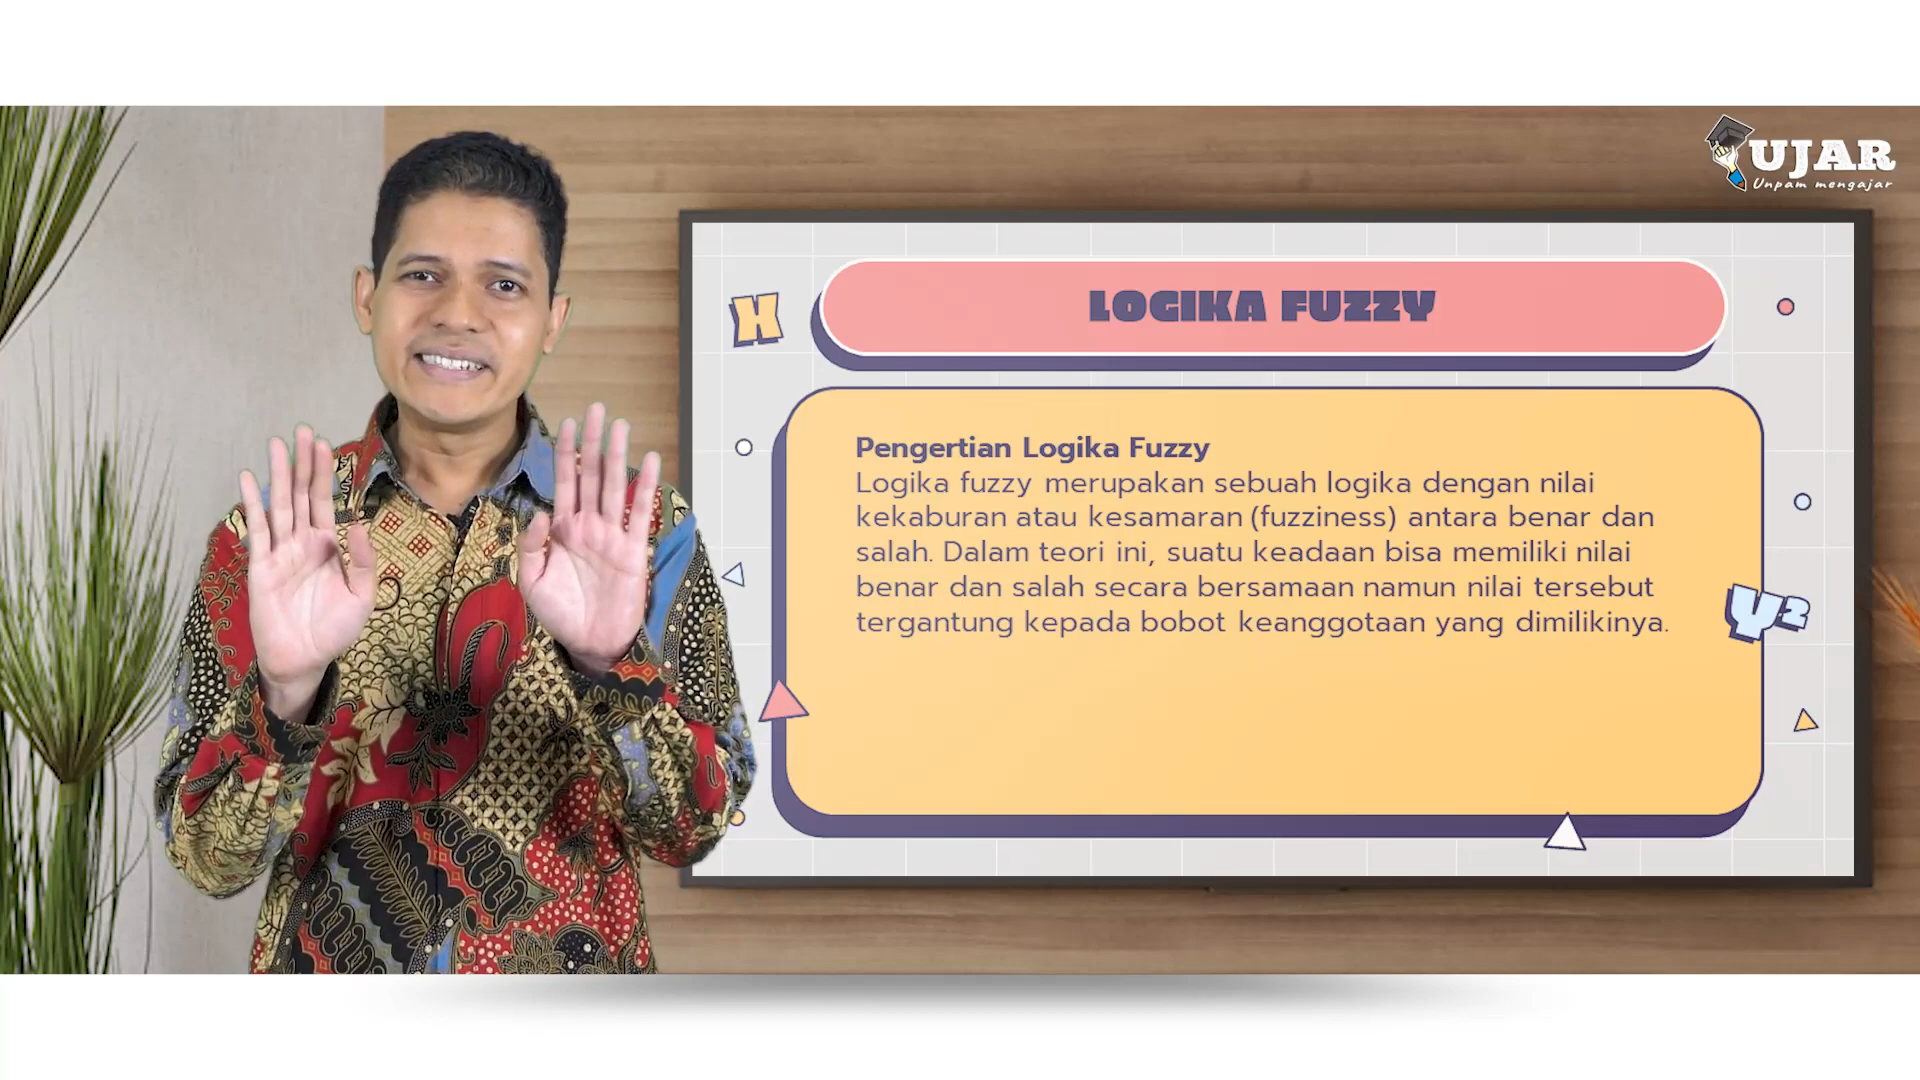 UJAR
Unpam mengajar
LOGIKA FUZZY
H
Pengertian Logika Fuzzy
Logika fuzzy merupakan sebuah logika dengan nilai
kekaburan atau kesamaran (fuzziness) antara benar dan
salah. Dalam teori ini, suatu keadaan bisa memiliki nilai
benar dan salah secara bersamaan namun nilai tersebut
tergantung kepada bobot keanggotaan yang dimilikinya.
Y²